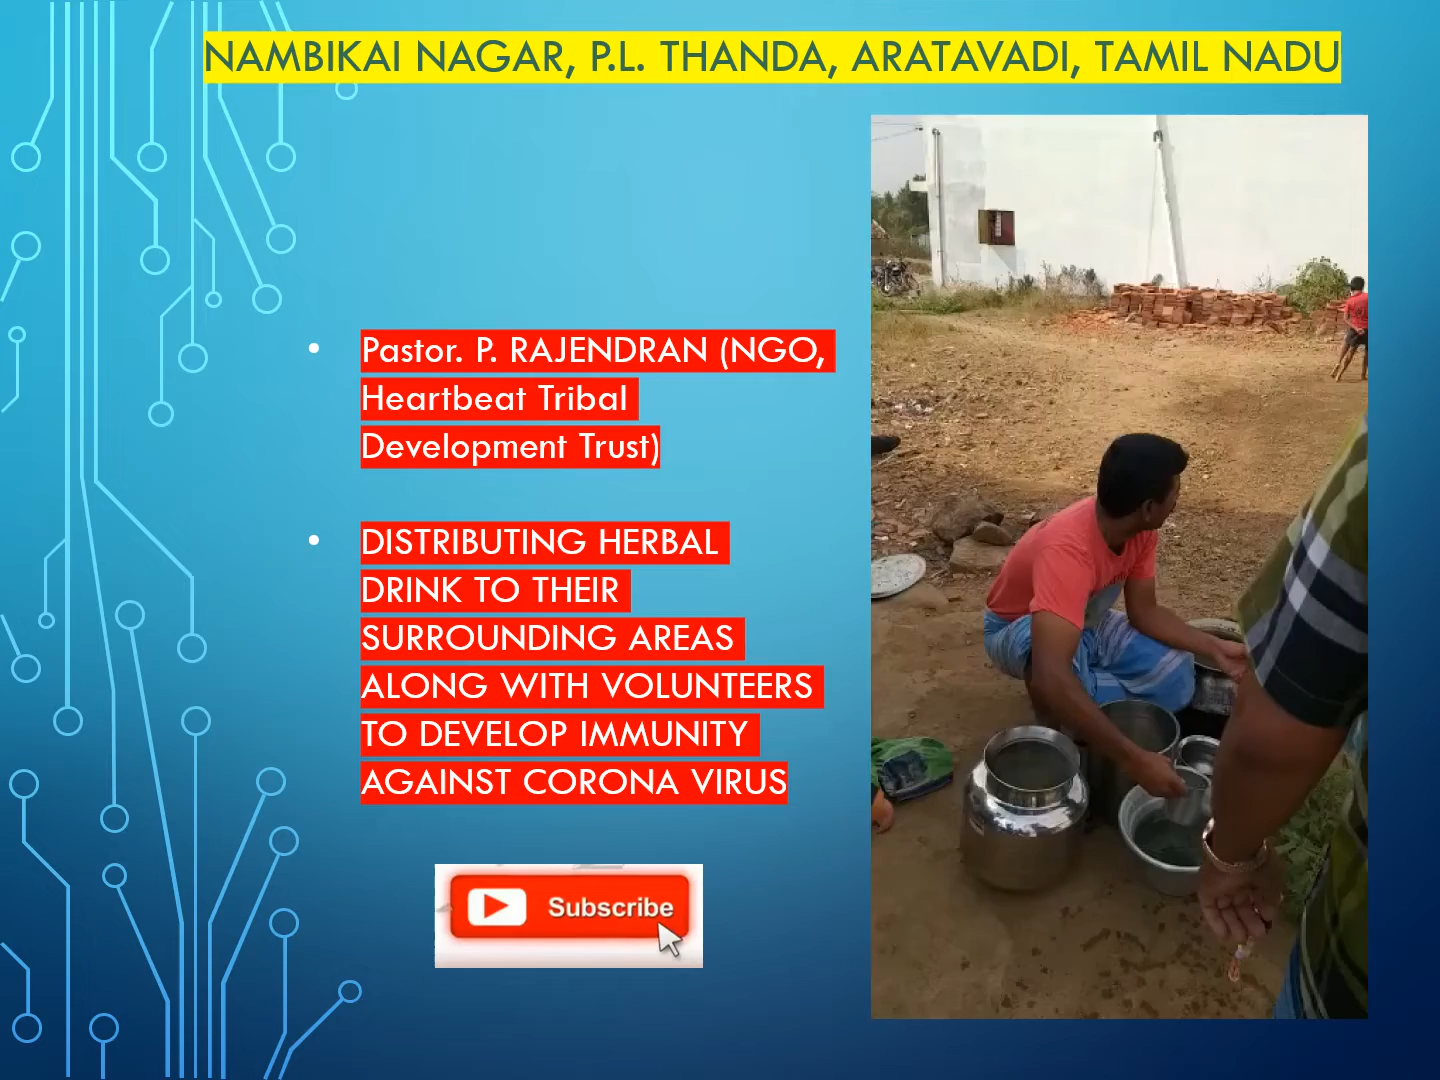 NAMBIKAI NAGAR, P.L. THANDA, ARATAVADI, TAMIL NADU
• Pastor. P. RAJENDRAN (NGO,
Heartbeat Tribal
Development Trust)
• DISTRIBUTING HERBAL
DRINK TO THEIR
SURROUNDING AREAS
ALONG WITH VOLUNTEERS
TO DEVELOP IMMUNITY
AGAINST CORONA VIRUS
Subscribe